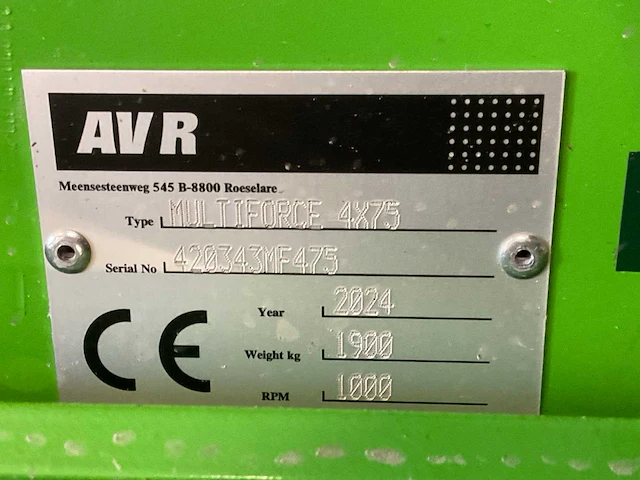 AVR
Meensesteenweg 545 B-8800 Roeselare
Type MULTIFORCE 4X75
Serial No 420343MF475
Year 2024
Weight kg 1900
RPM 1000
CE